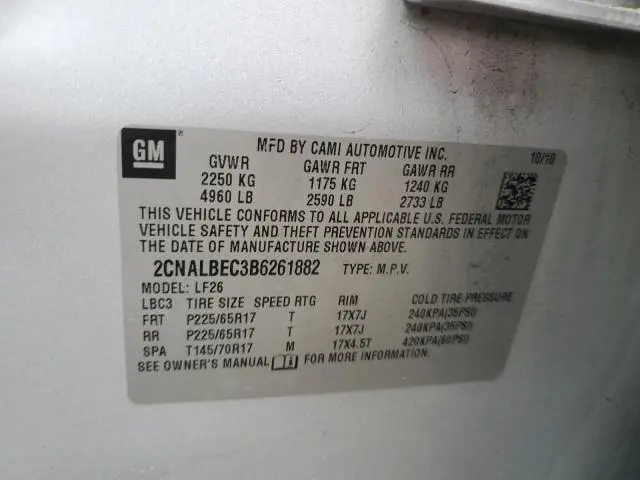 GM ® MFD BY CAMI AUTOMOTIVE INC. 10/10
GVWR GAWR FRT GAWR RR
2250 KG 1175 KG 1240 KG
4960 LB 2590 LB 2733 LB
THIS VEHICLE CONFORMS TO ALL APPLICABLE U.S. FEDERAL MOTOR
VEHICLE SAFETY AND THEFT PREVENTION STANDARDS IN EFFECT ON
THE DATE OF MANUFACTURE SHOWN ABOVE.
2CNALBEC3B6261882 TYPE: M.P.V.
MODEL: LF26
LBC3 TIRE SIZE SPEED RTG RIM COLD TIRE PRESSURE
FRT P225/65R17 T 17X7J 240KPA(35PSI)
RR P225/65R17 T 17X7J 240KPA(35PSI)
SPA T145/70R17 M 17X4.5T 420KPA(60PSI)
SEE OWNER'S MANUAL FOR MORE INFORMATION.